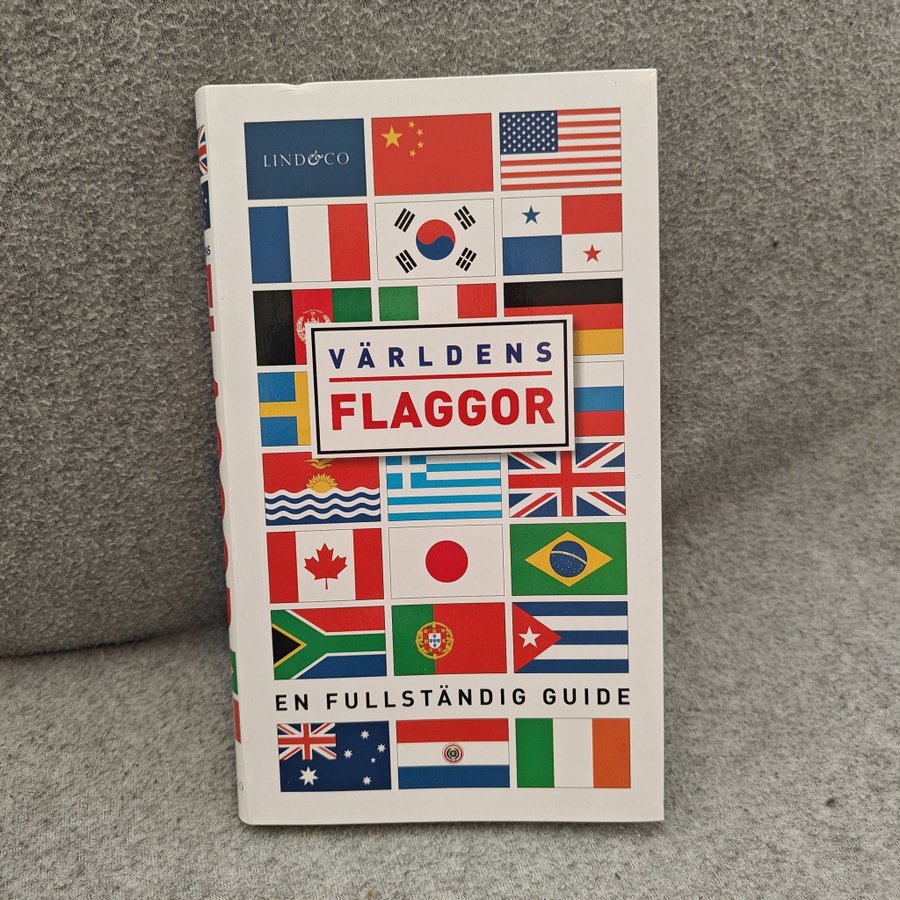 LIND&CO
VÄRLDENS
FLAGGOR
EN FULLSTÄNDIG GUIDE